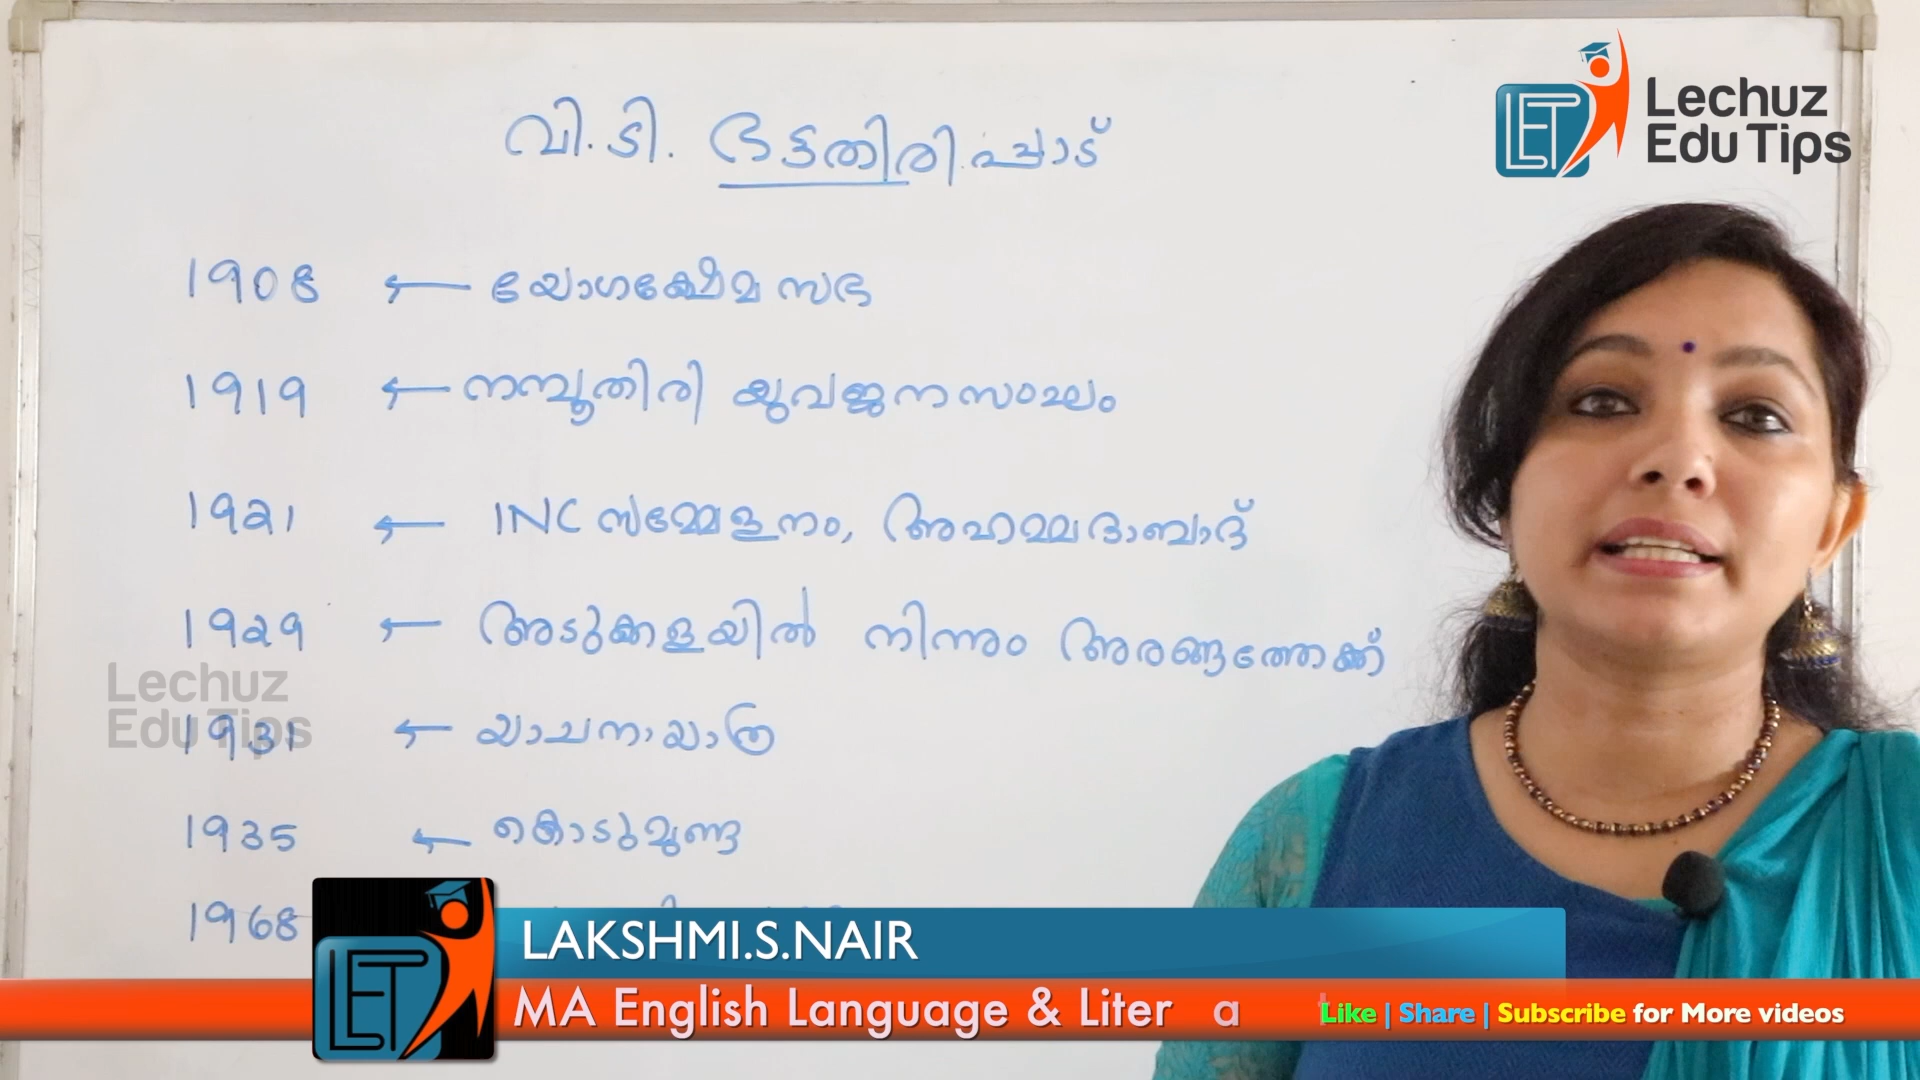 വി.ടി. ഭട്ടതിരിപ്പാട്
Lechuz
Edu Tips
LET
1908 ← യോഗക്ഷേമ സഭ
1919 ← നമ്പൂതിരി യുവജനസംഘം
1921 ← INC സമ്മേളനം, അഹമ്മദാബാദ്
1929 ← അടുക്കളയിൽ നിന്നും അരങ്ങത്തേക്ക്
Lechuz
Edu Tips
1931 ← യാചനായാത്ര
1935 ← കൊടുമുണ്ട
1968
LET
LAKSHMI.S.NAIR
MA English Language & Liter a
Like | Share | Subscribe for More videos